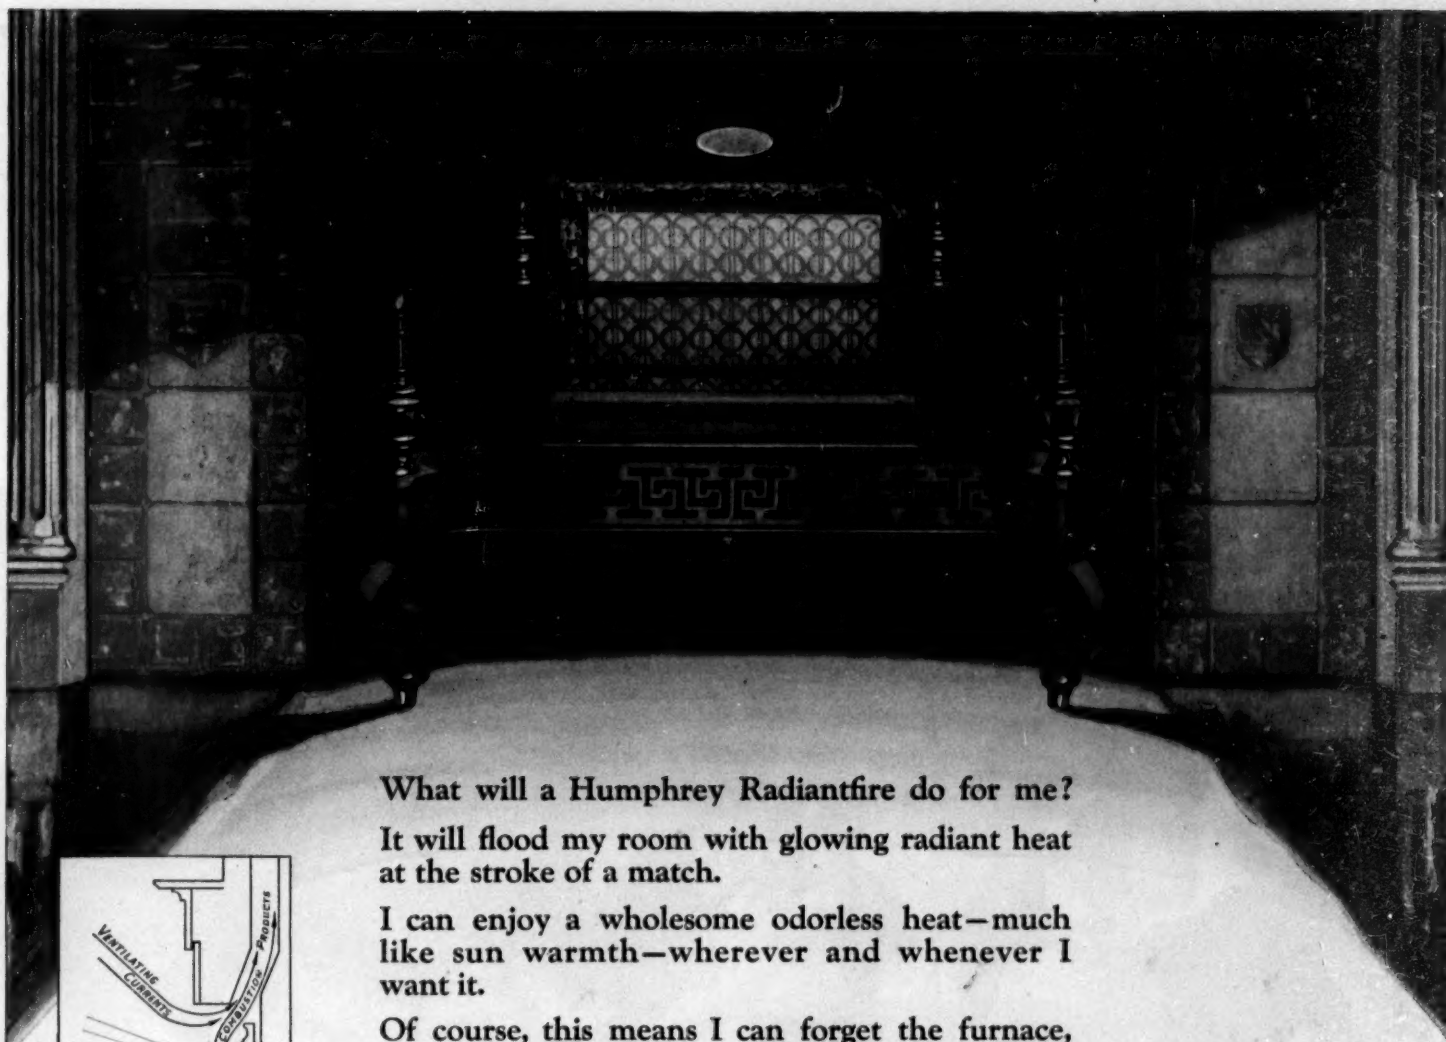 What will a Humphrey Radiantfire do for me?
It will flood my room with glowing radiant heat
at the stroke of a match.
I can enjoy a wholesome odorless heat—much
like sun warmth—wherever and whenever I
want it.
Of course, this means I can forget the furnace,
VENTILATING
CURRENTS
COMBUSTION
PRODUCTS